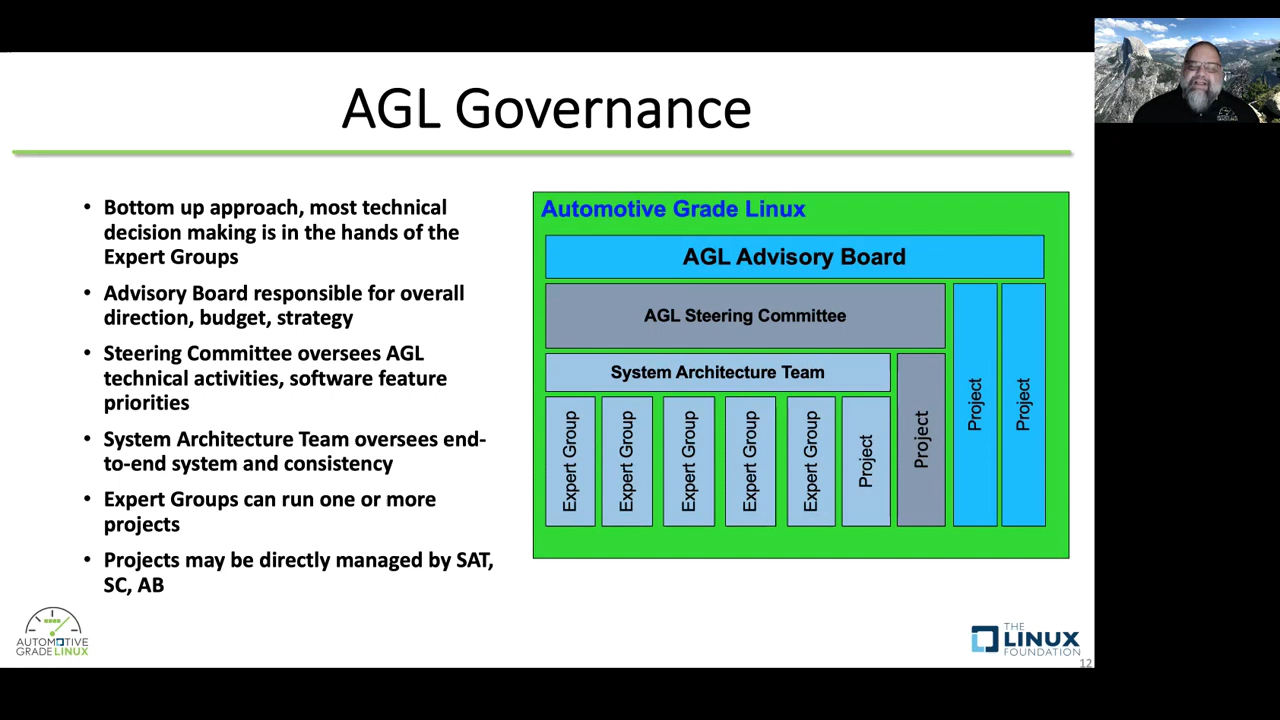 AGL Governance
• Bottom up approach, most technical
decision making is in the hands of the
Expert Groups
• Advisory Board responsible for overall
direction, budget, strategy
• Steering Committee oversees AGL
technical activities, software feature
priorities
• System Architecture Team oversees end-
to-end system and consistency
• Expert Groups can run one or more
projects
• Projects may be directly managed by SAT,
SC, AB
Automotive Grade Linux
AGL Advisory Board
AGL Steering Committee
System Architecture Team
Expert Group
Expert Group
Expert Group
Expert Group
Expert Group
Project
Project
Project
Project
AUTOMOTIVE
GRADELINUX
THE
LINUX
FOUNDATION
12